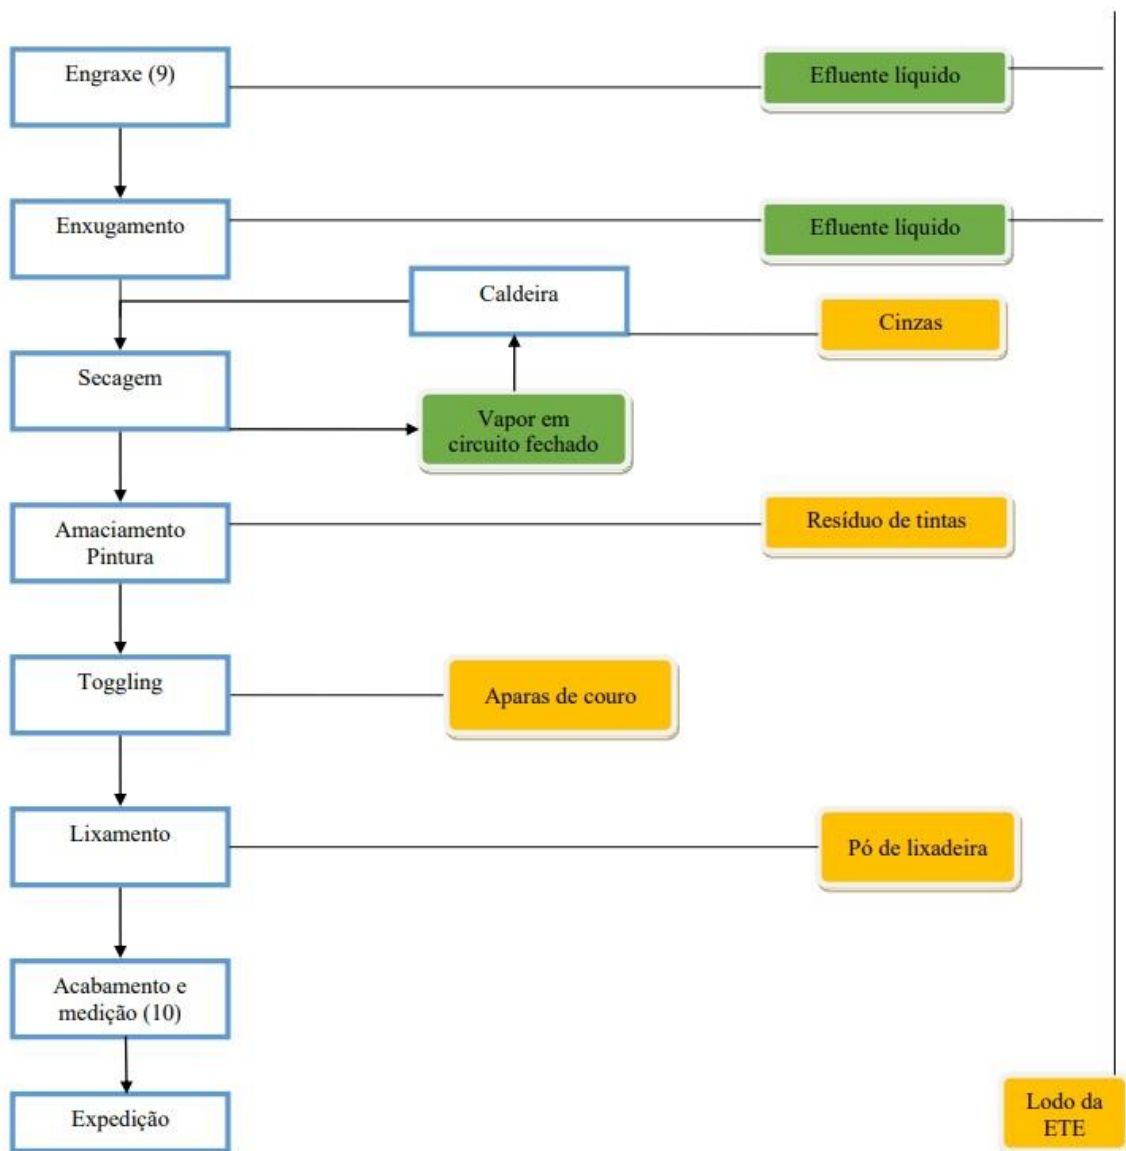 Engraxe (9)
Efluente líquido
Enxugamento
Efluente líquido
Caldeira
Cinzas
Secagem
Vapor em
circuito fechado
Amaciamento
Pintura
Resíduo de tintas
Toggling
Aparas de couro
Lixamento
Pó de lixadeira
Acabamento e
medição (10)
Expedição
Lodo da
ETE